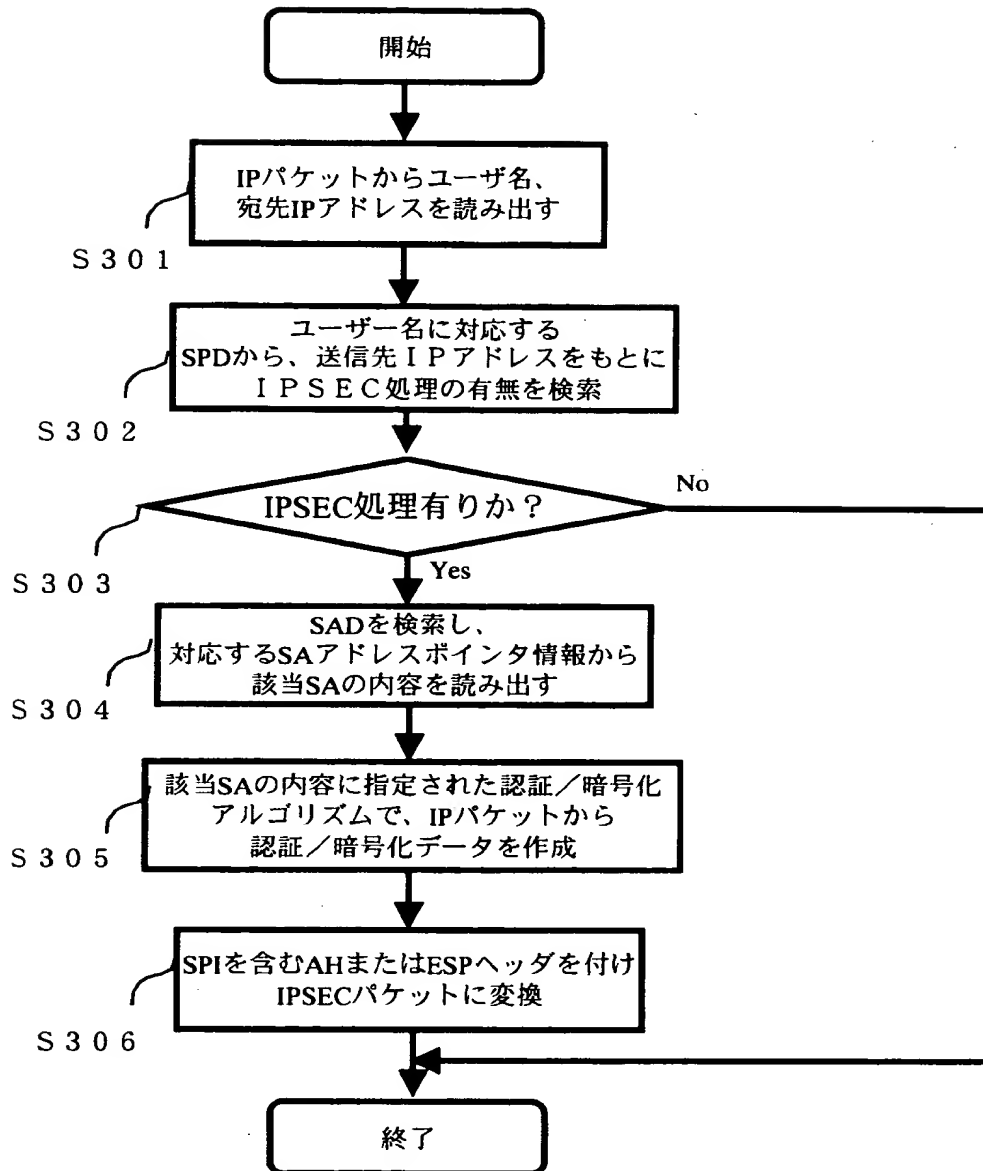 開始
IPパケットからユーザ名、
宛先IPアドレスを読み出す
S301
ユーザー名に対応する
SPDから、送信先ＩＰアドレスをもとに
ＩＰＳＥＣ処理の有無を検索
S302
IPSEC処理有りか？
No
S303
Yes
SADを検索し、
対応するSAアドレスポインタ情報から
該当SAの内容を読み出す
S304
該当SAの内容に指定された認証／暗号化
アルゴリズムで、IPパケットから
認証／暗号化データを作成
S305
SPIを含むAHまたはESPヘッダを付け
IPSECパケットに変換
S306
終了